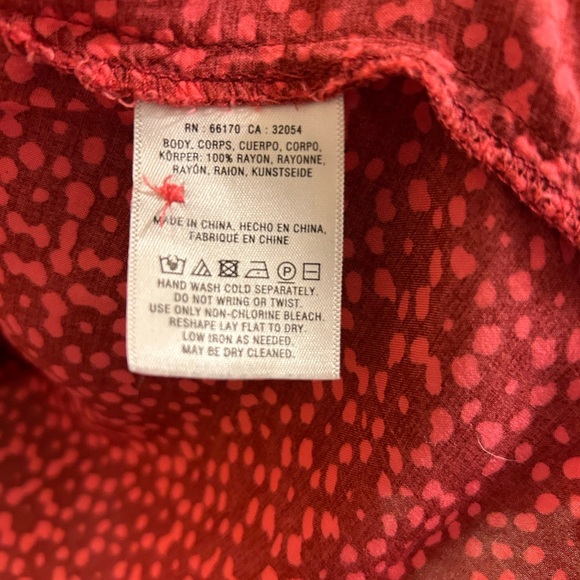 RN : 66170 CA : 32054
BODY, CORPS, CUERPO, CORPO,
KÖRPER: 100% RAYON, RAYONNE,
RAYÓN, RAION, KUNSTSEIDE
MADE IN CHINA, HECHO EN CHINA,
FABRIQUÉ EN CHINE
P
HAND WASH COLD SEPARATELY.
DO NOT WRING OR TWIST.
USE ONLY NON-CHLORINE BLEACH.
RESHAPE LAY FLAT TO DRY.
LOW IRON AS NEEDED.
MAY BE DRY CLEANED.